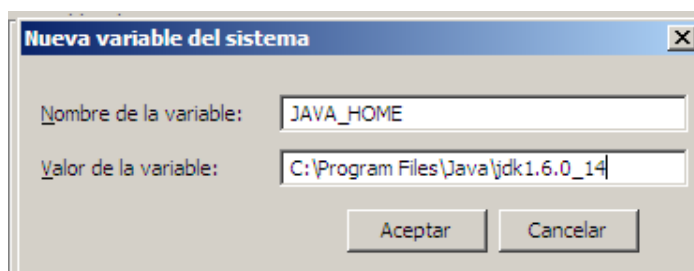 Nueva variable del sistema
Nombre de la variable: JAVA_HOME
Valor de la variable: C:\Program Files\Java\jdk1.6.0_14
Aceptar Cancelar